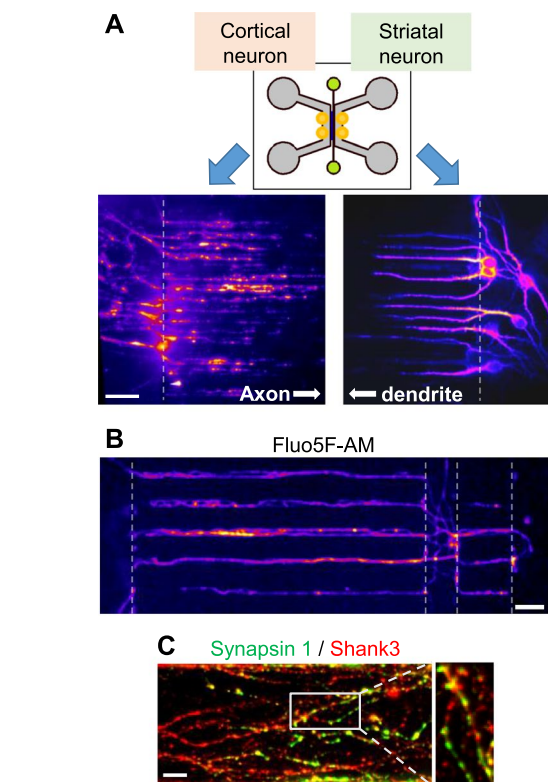 A
Cortical
neuron
Striatal
neuron
Axon
dendrite
B
Fluo5F-AM
C
Synapsin 1 / Shank3